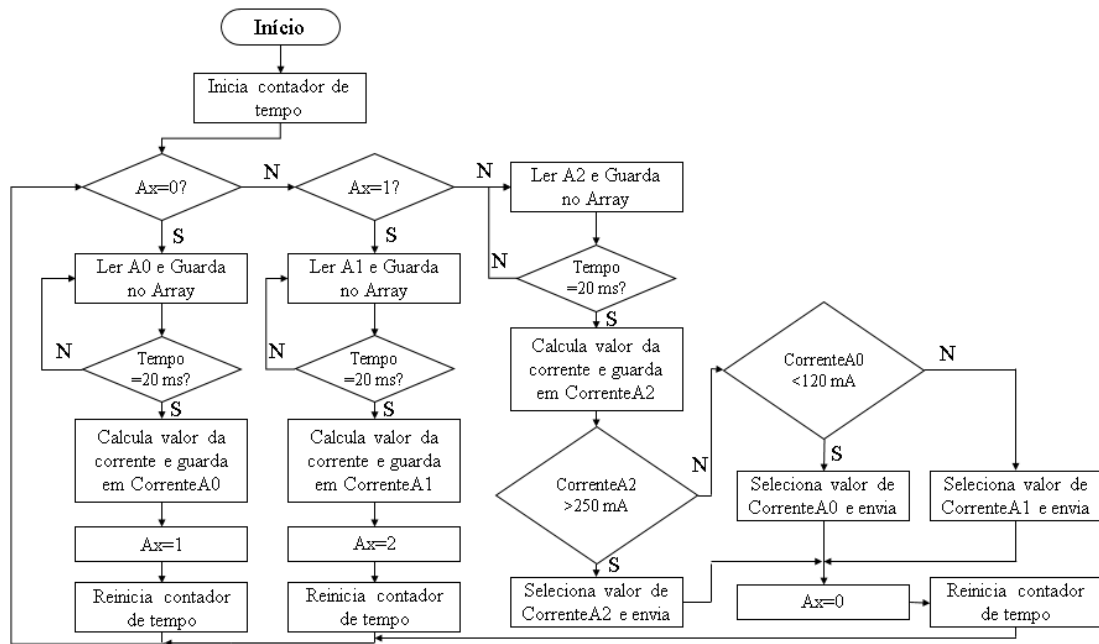 Início
Inicia contador de
tempo
Ax=0?
N
Ax=1?
N
Ler A2 e Guarda
no Array
S
S
Ler A0 e Guarda
no Array
Ler A1 e Guarda
no Array
N
Tempo
=20 ms?
S
N
Tempo
=20 ms?
S
N
Tempo
=20 ms?
S
Calcula valor da
corrente e guarda
em CorrenteA2
CorrenteA0
<120 mA
N
S
Calcula valor da
corrente e guarda
em CorrenteA0
Calcula valor da
corrente e guarda
em CorrenteA1
CorrenteA2
>250 mA
N
S
Seleciona valor de
CorrenteA0 e envia
Seleciona valor de
CorrenteA1 e envia
Ax=1
Ax=2
Seleciona valor de
CorrenteA2 e envia
Ax=0
Reinicia contador
de tempo
Reinicia contador
de tempo
Reinicia contador
de tempo